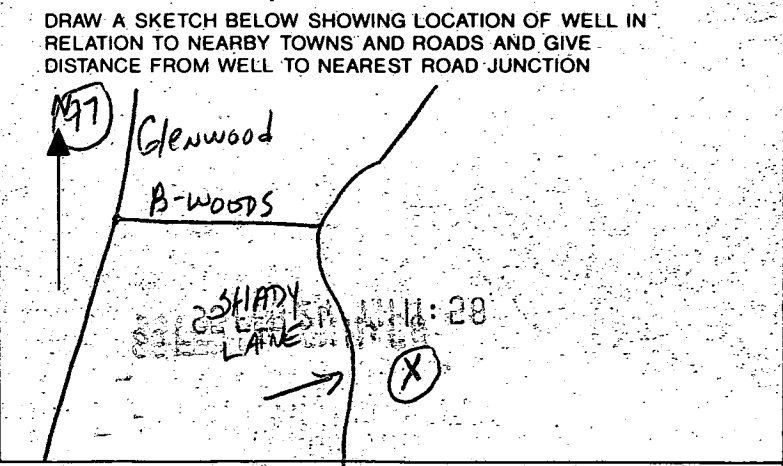 DRAW A SKETCH BELOW SHOWING LOCATION OF WELL IN
RELATION TO NEARBY TOWNS AND ROADS AND GIVE
DISTANCE FROM WELL TO NEAREST ROAD JUNCTION
N
97
Glenwood
B-WOODS
SHADY
LANE
X